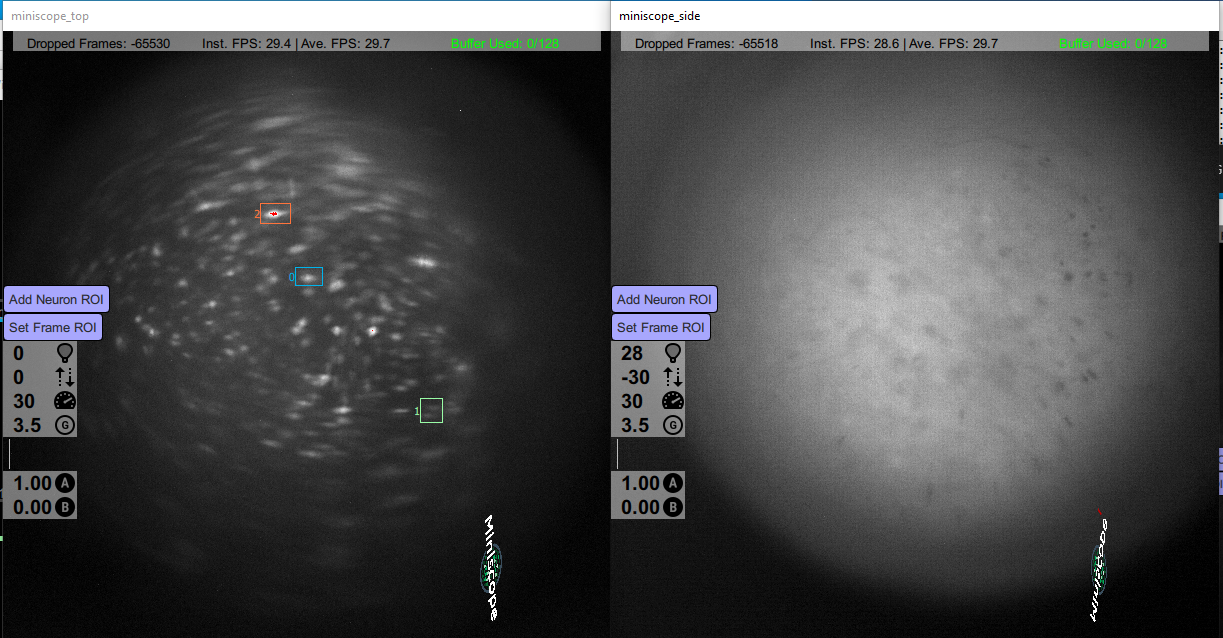 miniscope_top
Dropped Frames: -65530 Inst. FPS: 29.4 | Ave. FPS: 29.7 Buffer Used: 0/128
2
0
1
Add Neuron ROI
Set Frame ROI
0
0
30
3.5 G
1.00 A
0.00 B
Miniscope
miniscope_side
Dropped Frames: -65518 Inst. FPS: 28.6 | Ave. FPS: 29.7 Buffer Used: 0/128
Add Neuron ROI
Set Frame ROI
28
-30
30
3.5 G
1.00 A
0.00 B
Miniscope